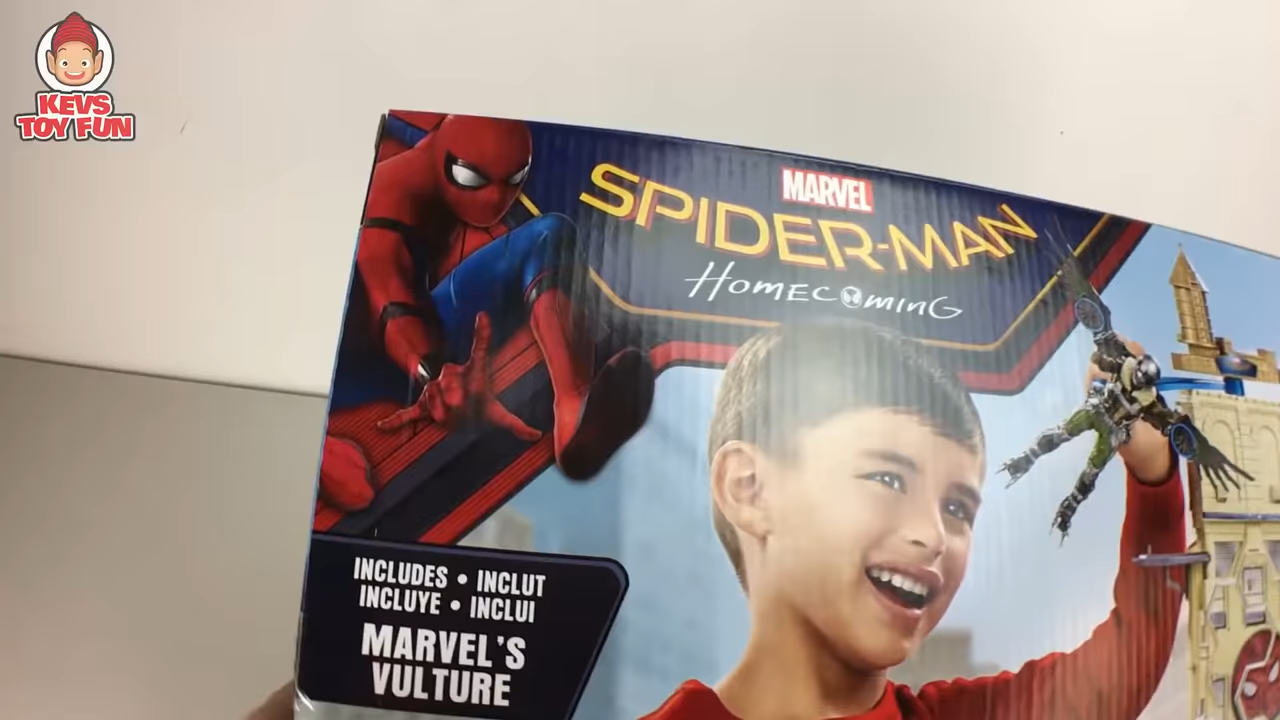 KEVS
TOY FUN
MARVEL
SPIDER-MAN
HOMECOMING
INCLUDES • INCLUT
INCLUYE • INCLUI
MARVEL'S
VULTURE